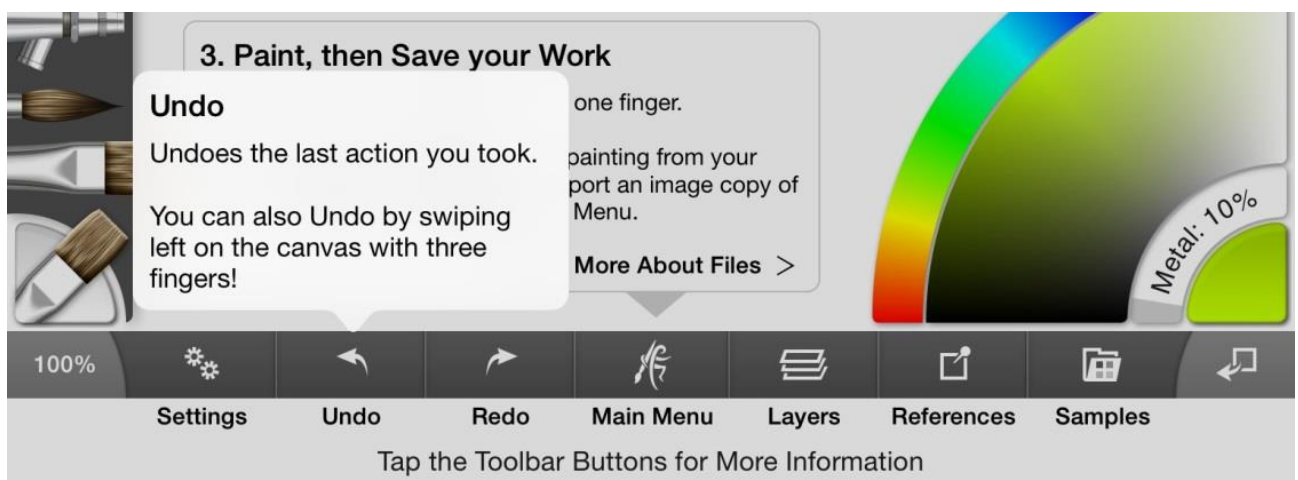 3. Paint, then Save your Work
one finger.
painting from your
port an image copy of
Menu.
More About Files >
Undo
Undoes the last action you took.
You can also Undo by swiping
left on the canvas with three
fingers!
Metal: 10%
100%
Settings
Undo
Redo
Main Menu
Layers
References
Samples
Tap the Toolbar Buttons for More Information